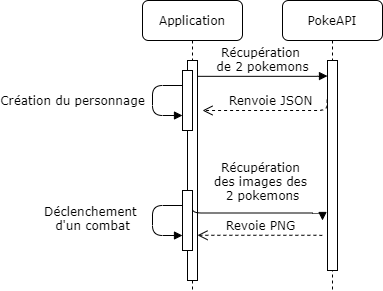 Application
PokeAPI
Récupération
de 2 pokemons
Création du personnage
Renvoie JSON
Récupération
des images des
2 pokemons
Déclenchement
d'un combat
Revoie PNG